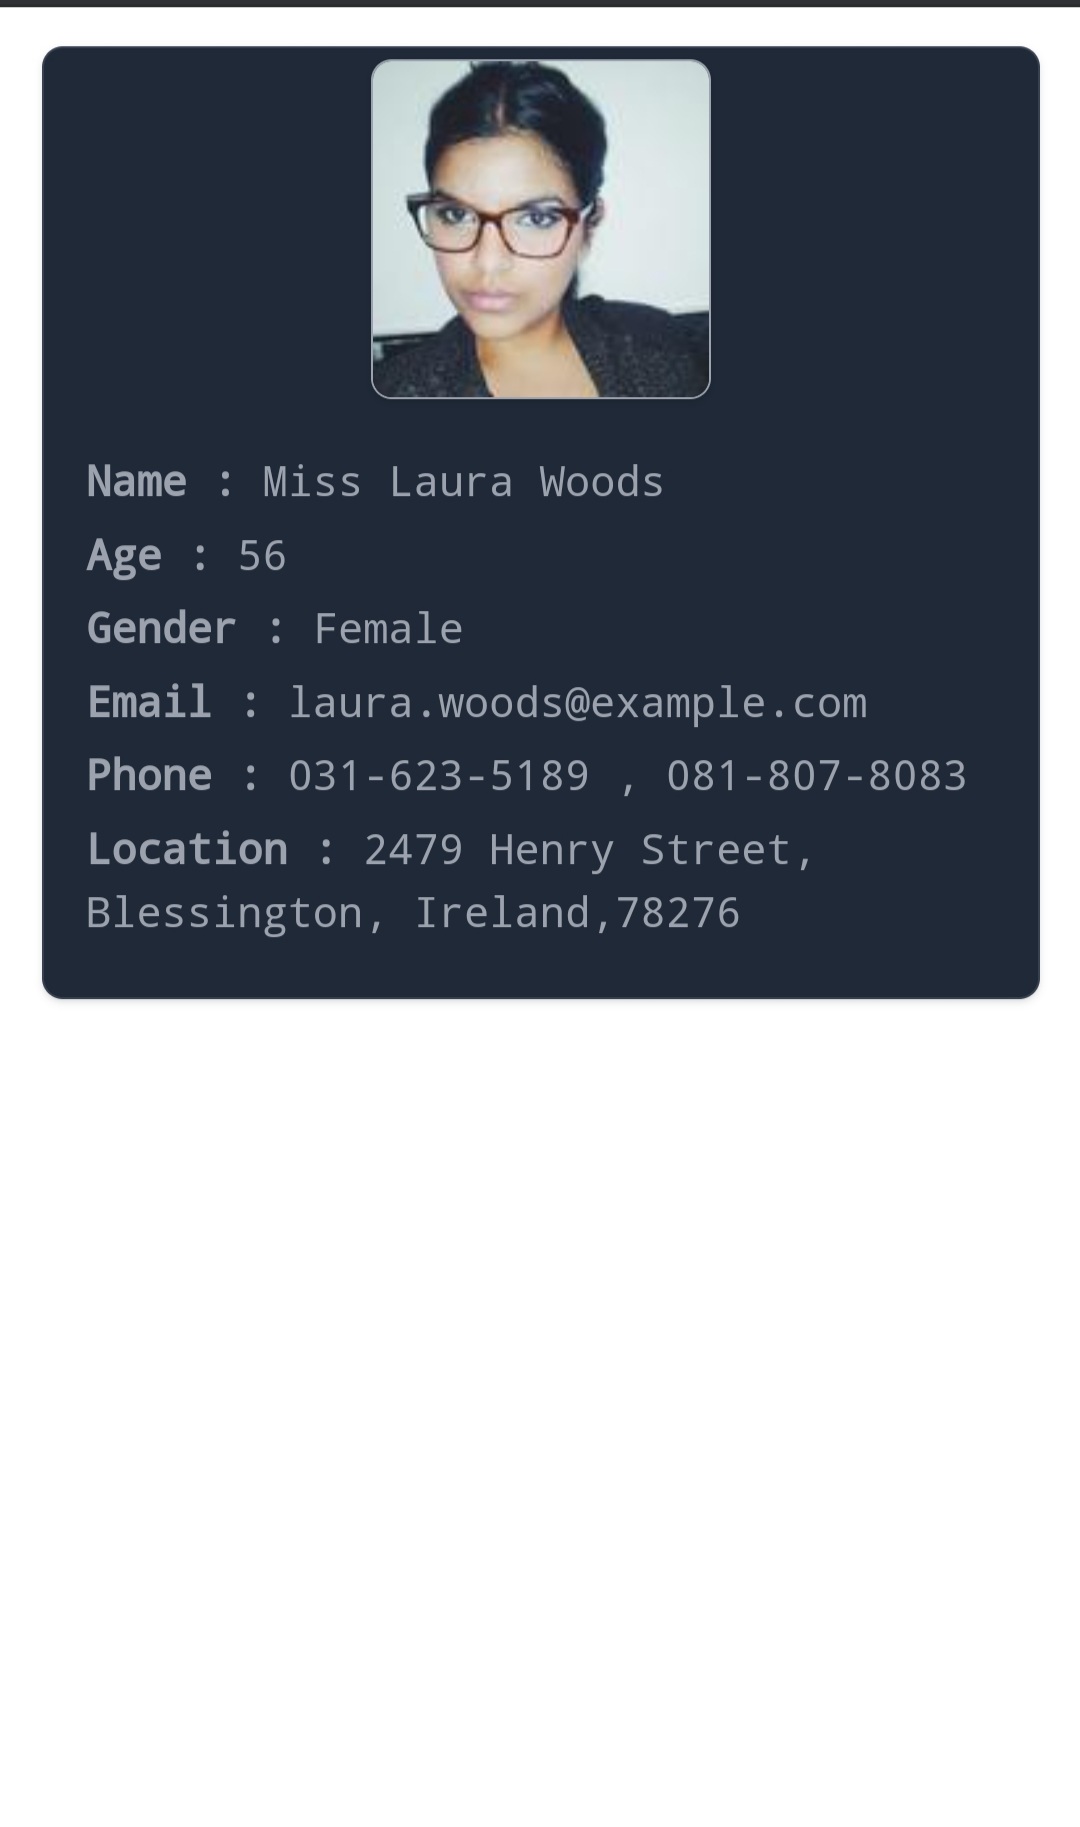 Name : Miss Laura Woods
Age : 56
Gender : Female
Email : laura.woods@example.com
Phone : 031-623-5189 , 081-807-8083
Location : 2479 Henry Street,
Blessington, Ireland,78276